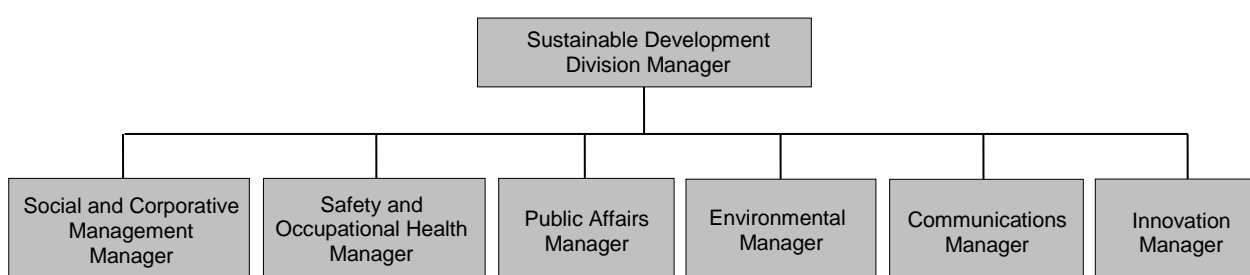 Sustainable Development
Division Manager
Social and Corporative
Management
Manager
Safety and
Occupational Health
Manager
Public Affairs
Manager
Environmental
Manager
Communications
Manager
Innovation
Manager